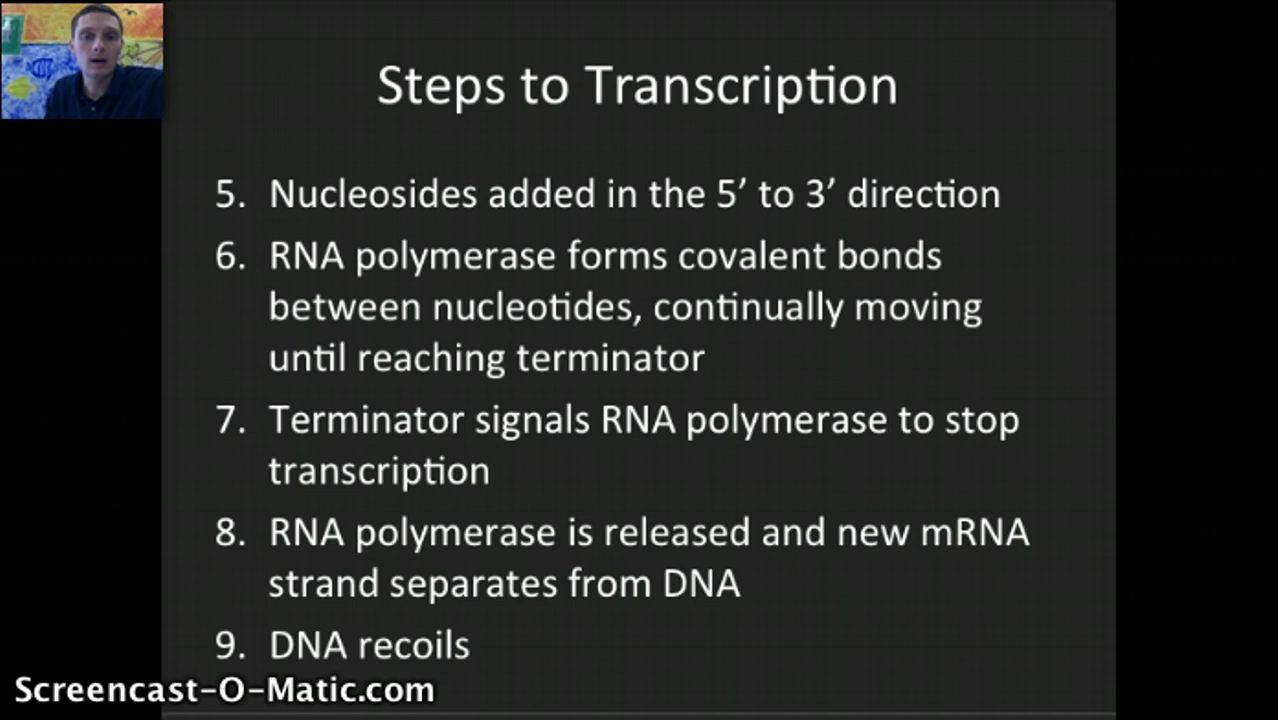 Steps to Transcription
5. Nucleosides added in the 5’ to 3’ direction
6. RNA polymerase forms covalent bonds
between nucleotides, continually moving
until reaching terminator
7. Terminator signals RNA polymerase to stop
transcription
8. RNA polymerase is released and new mRNA
strand separates from DNA
9. DNA recoils
Screencast-O-Matic.com